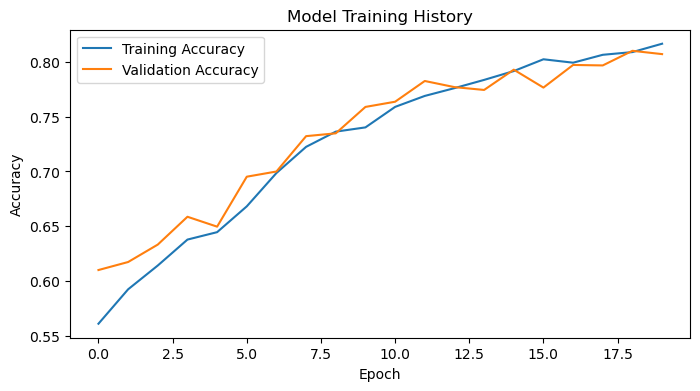 Model Training History
Training Accuracy
Validation Accuracy
Accuracy
0.80
0.75
0.70
0.65
0.60
0.55
0.0 2.5 5.0 7.5 10.0 12.5 15.0 17.5
Epoch